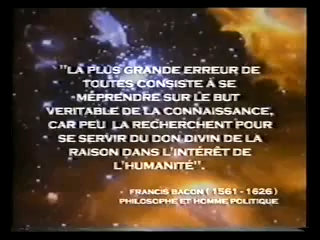 "LA PLUS GRANDE ERREUR DE
TOUTES CONSISTE À SE
MÉPRENDRE SUR LE BUT
VERITABLE DE LA CONNAISSANCE,
CAR PEU LA RECHERCHENT POUR
SE SERVIR DU DON DIVIN DE LA
RAISON DANS L'INTÉRÊT DE
L'HUMANITÉ".
- FRANCIS BACON ( 1561 - 1626 )
PHILOSOPHE ET HOMME POLITIQUE